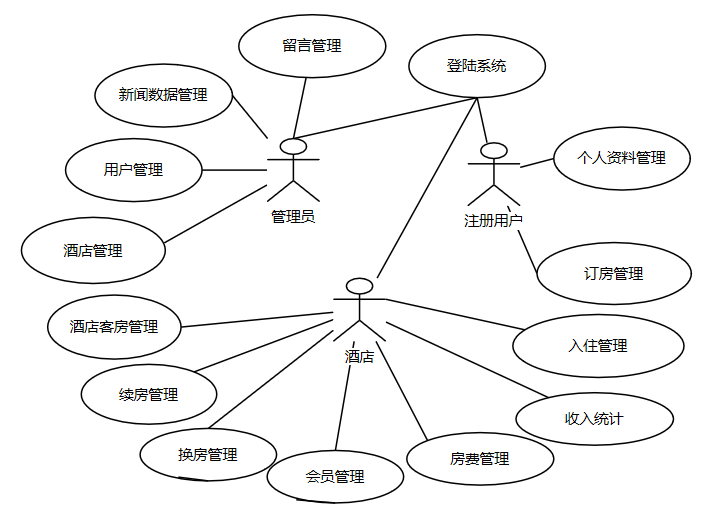 留言管理
登陆系统
新闻数据管理
个人资料管理
用户管理
管理员
注册用户
酒店管理
订房管理
酒店客房管理
入住管理
酒店
续房管理
收入统计
换房管理
房费管理
会员管理